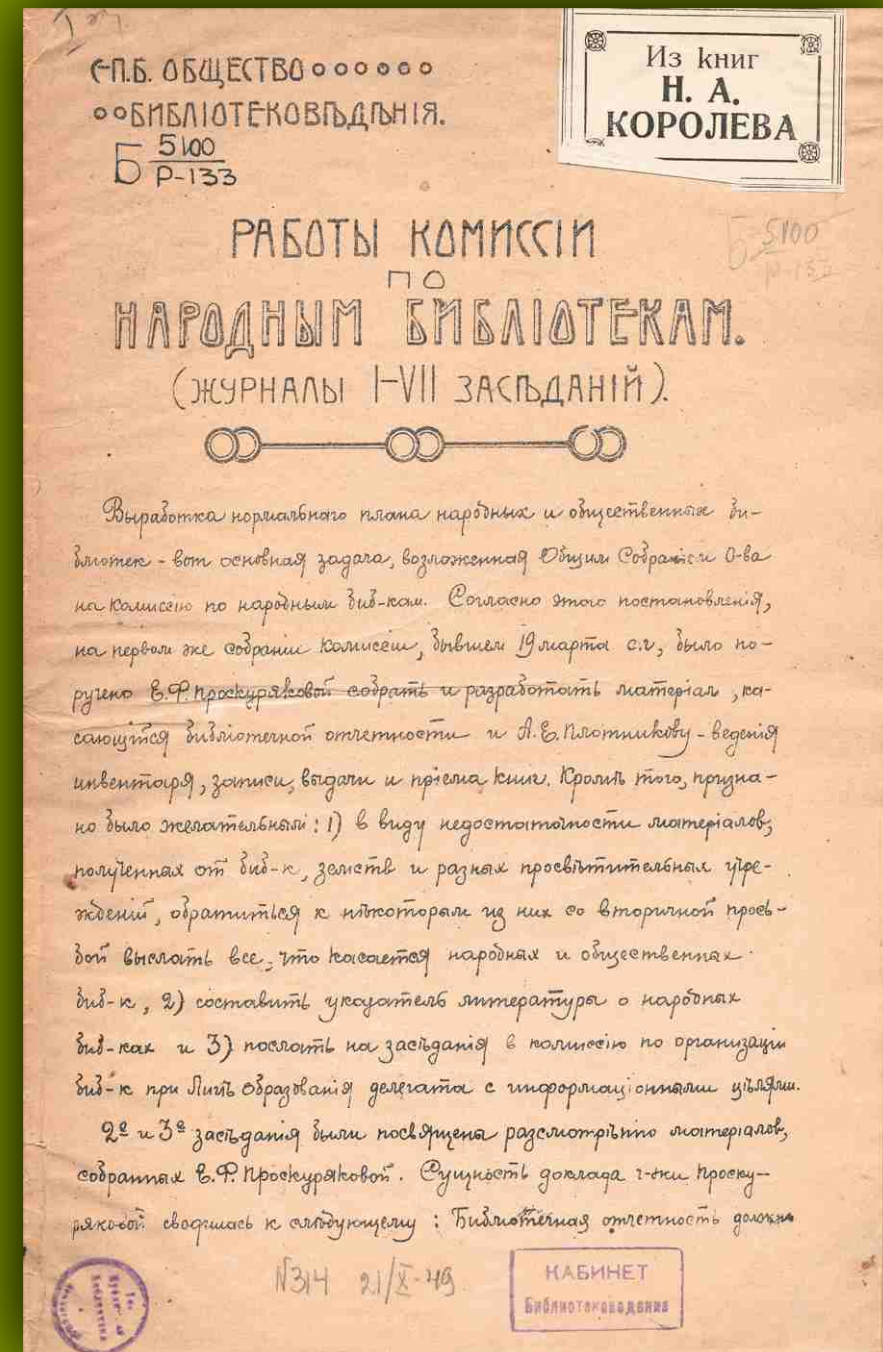 С-П.Б. ОБЩЕСТВО
БИБЛІОТЕКОВѢДѢНІЯ.
Б 5100
Р-133
Из книг
Н. А.
КОРОЛЕВА
Б 5100
Р-133
РАБОТЫ КОМИССІИ
ПО
НАРОДНЫМ БИБЛІОТЕКАМ.
(ЖУРНАЛЫ I-VII ЗАСѢДАНІЙ).
Выработка нормальнаго плана народных и общественных би-
бліотек - вот основная задача, возложенная Общим Собраніем О-ва
на Комиссію по народным биб-кам. Согласно этого постановленія,
на первом же собраніи Комиссіи, бывшем 19 марта с.г, было по-
ручено Е.Ф. Проскуряковой собрать и разработать матеріал, ка-
сающійся библіотечной отчетности и А.Е. Плотникову - веденія
инвентаря, записи, выдачи и пріема книг. Кромѣ того, призна-
но было желательным: 1) в виду недостаточности матеріалов,
полученных от биб-к, земств и разных просвѣтительных учре-
жденій, обратиться к нѣкоторым из них со вторичной прось-
бой выслать все, что касается народных и общественных
биб-к, 2) составить указатель литературы о народных
биб-ках и 3) послать на засѣданія в комиссію по организаціи
биб-к при Лигѣ Образованія делегата с информаціонными цѣлями.
2е и 3е засѣданія были посвящены разсмотрѣнію матеріалов,
собранных Е.Ф. Проскуряковой. Сущность доклада г-жи Проску-
ряковой сводилась к слѣдующему: Библіотечная отчетность должна
N314 21/X-49
КАБИНЕТ
Библиотековедения